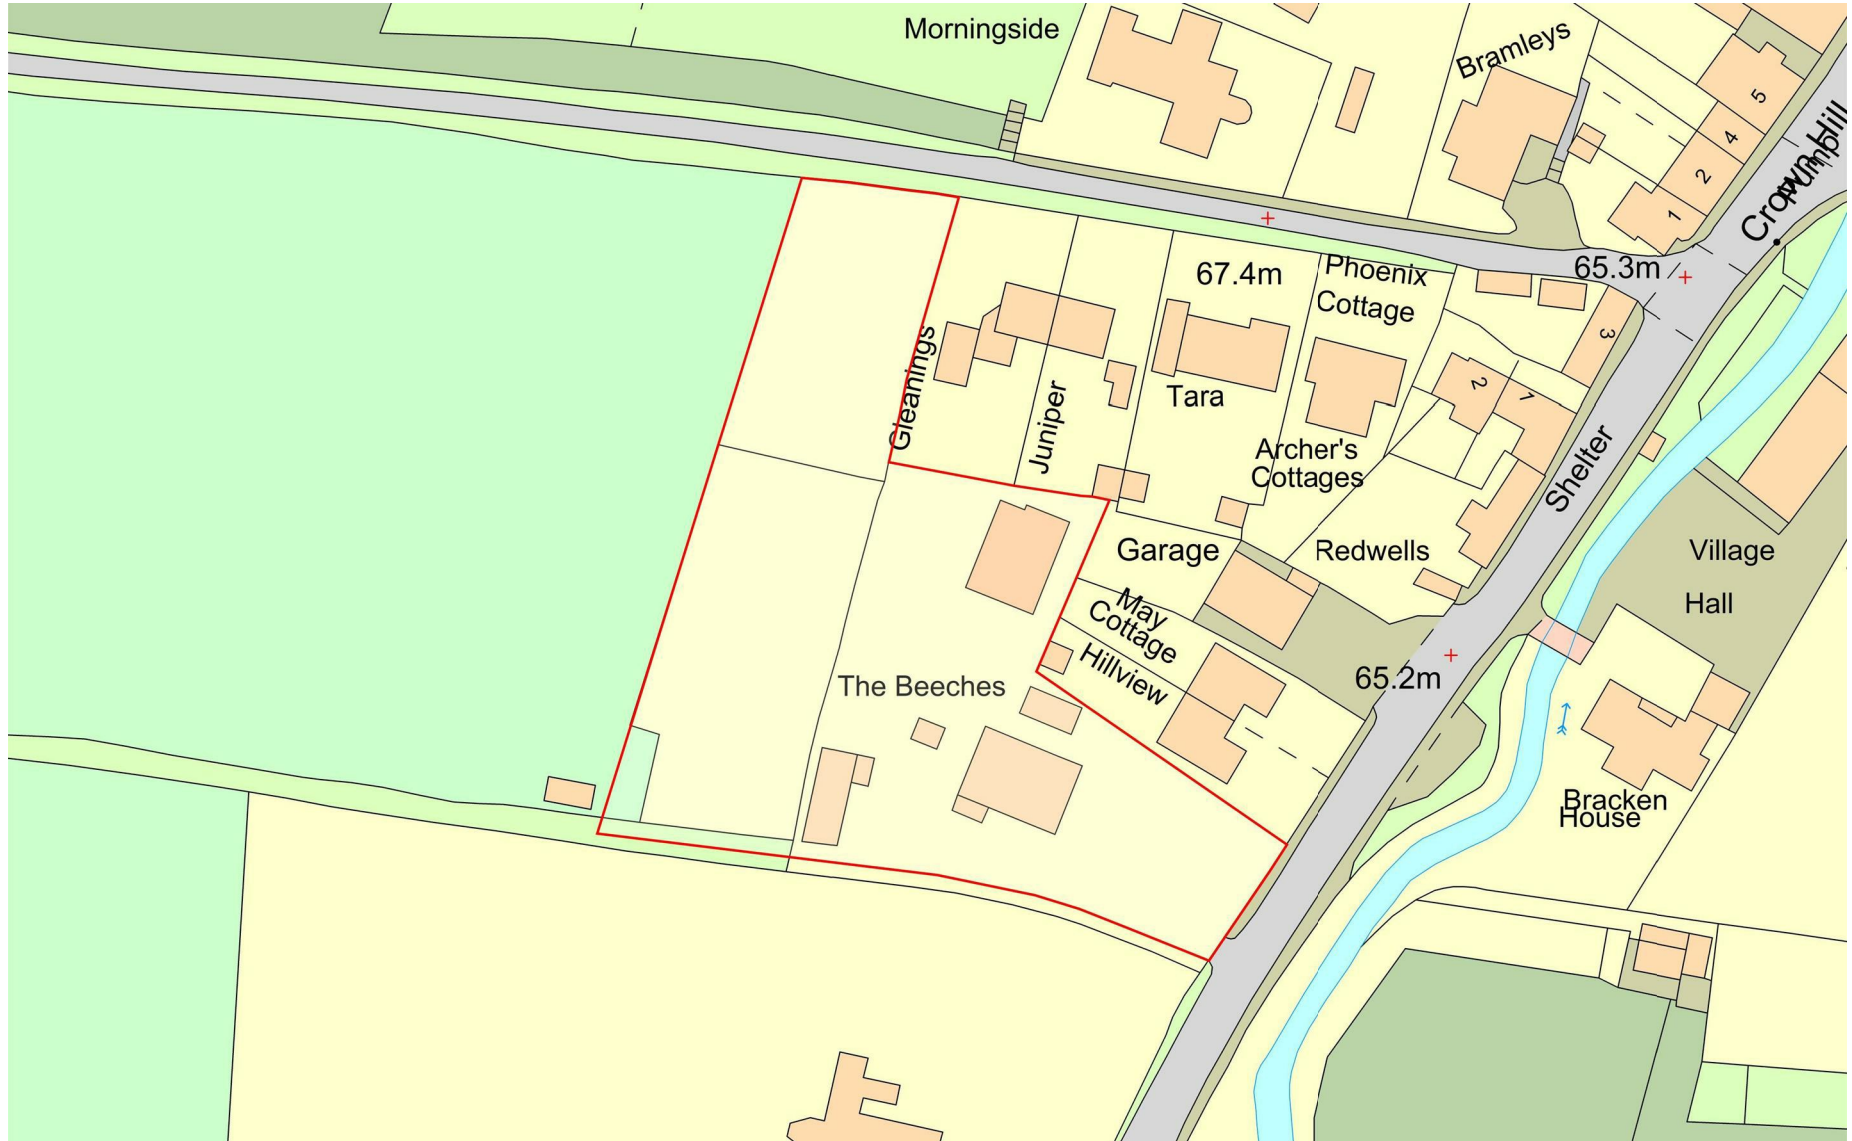 Morningside
Bramleys
5
4
2
1
Crown Hill
Pump
65.3m
67.4m
Phoenix
Cottage
3
2
1
Gleanings
Juniper
Tara
Archer's
Cottages
Shelter
Garage
Redwells
Village
Hall
May
Cottage
Hillview
65.2m
The Beeches
Bracken
House